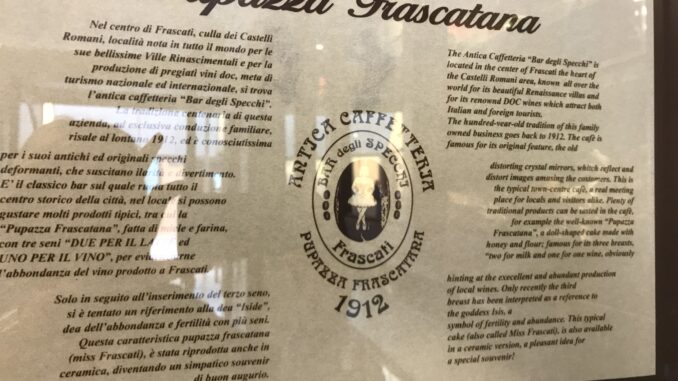 Pupazza Frascatana
Nel centro di Frascati, culla dei Castelli
Romani, località nota in tutto il mondo per le
sue bellissime Ville Rinascimentali e per la
produzione di pregiati vini doc, meta di
turismo nazionale ed internazionale, si trova
l'antica caffetteria "Bar degli Specchi".
La tradizione centenaria di questa
azienda, ad esclusiva conduzione familiare,
risale al lontano 1912, ed è conosciutissima
per i suoi antichi ed originali specchi
deformanti, che suscitano ilarità e divertimento.
E' il classico bar sul quale ruota tutto il
centro storico della città, nel locale si possono
gustare molti prodotti tipici, tra cui la
"Pupazza Frascatana", fatta di miele e farina,
con tre seni "DUE PER IL LATTE ed
UNO PER IL VINO", per evidenziarne
l'abbondanza del vino prodotto a Frascati.
Solo in seguito all'inserimento del terzo seno,
si è tentato un riferimento alla dea "Iside",
dea dell'abbondanza e fertilità con più seni.
Questa caratteristica pupazza frascatana
(miss Frascati), è stata riprodotta anche in
ceramica, diventando un simpatico souvenir
di buon augurio.
ANTICA CAFFETTERIA
BAR degli SPECCHI
Frascati
PUPAZZA FRASCATANA
1912
The Antica Caffetteria "Bar degli Specchi" is
located in the center of Frascati the heart of
the Castelli Romani area, known all over the
world for its beautiful Renaissance villas and
for its renowned DOC wines which attract both
Italian and foreign tourists.
The hundred-year-old tradition of this family
owned business goes back to 1912. The cafè is
famous for its original feature, the old
distorting crystal mirrors, whitch reflect and
distort images amusing the customers. This is
the typical town-centre cafè, a real meeting
place for locals and visitors alike. Plenty of
traditional products can be tasted in the cafè,
for example the well-known "Pupazza
Frascatana", a doll-shaped cake made with
honey and flour; famous for its three breasts.
"two for milk and one for wine, obviously
hinting at the execellent and abundant production
of local wines. Only recently the third
breast has been interpreted as a reference to
the goddess Isis, a
symbol of fertility and abundance. This typical
cake (also called Miss Frascati), is also available
in a ceramic version, a pleasant idea for
a special souvenir!